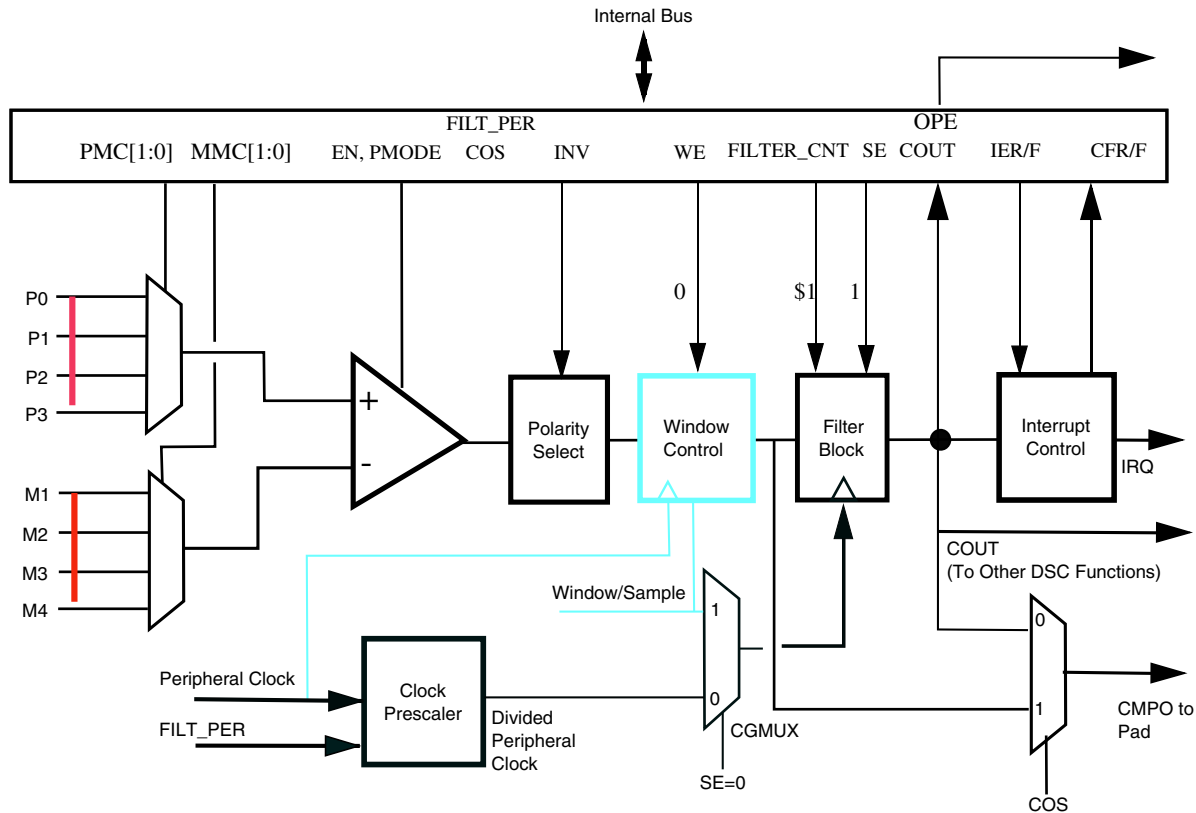 Internal Bus
FILT_PER
OPE
PMC[1:0] MMC[1:0] EN, PMODE COS INV WE FILTER_CNT SE COUT IER/F CFR/F
0 $1 1
P0
P1
P2
P3
M1
M2
M3
M4
+
-
Polarity
Select
Window
Control
Filter
Block
Interrupt
Control
IRQ
COUT
(To Other DSC Functions)
Window/Sample
1
0
CGMUX
SE=0
Peripheral Clock
FILT_PER
Clock
Prescaler
Divided
Peripheral
Clock
0
1
COS
CMPO to
Pad